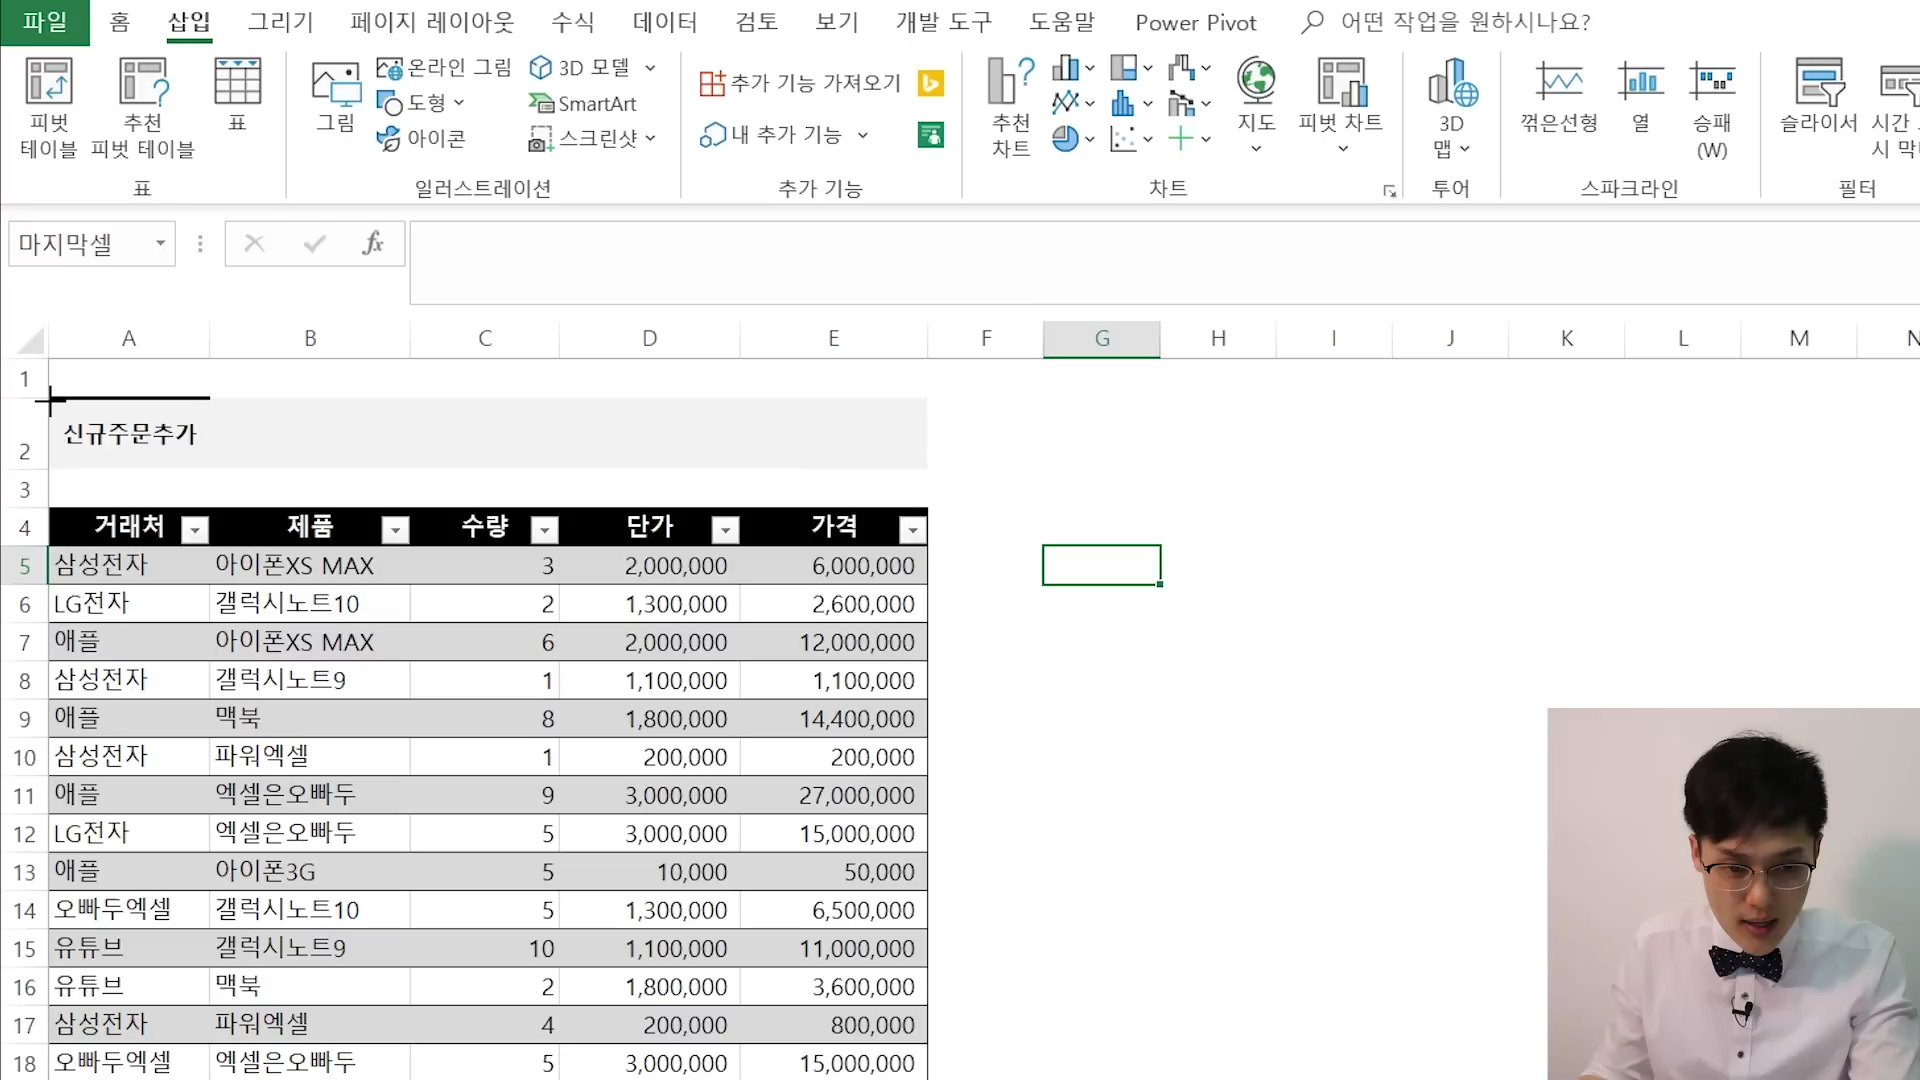 파일 홈 삽입 그리기 페이지 레이아웃 수식 데이터 검토 보기 개발 도구 도움말 Power Pivot 어떤 작업을 원하시나요?
피벗 테이블
추천 피벗 테이블
표
표
그림
온라인 그림
도형
아이콘
3D 모델
SmartArt
스크린샷
일러스트레이션
추가 기능 가져오기
내 추가 기능
추가 기능
추천 차트
지도
피벗 차트
차트
3D 맵
투어
꺾은선형
열
승패 (W)
스파크라인
슬라이서
시간
시 막
필터
마지막셀
fx
A B C D E F G H I J K L M N
1
2 신규주문추가
3
4 거래처 제품 수량 단가 가격
5 삼성전자 아이폰XS MAX 3 2,000,000 6,000,000
6 LG전자 갤럭시노트10 2 1,300,000 2,600,000
7 애플 아이폰XS MAX 6 2,000,000 12,000,000
8 삼성전자 갤럭시노트9 1 1,100,000 1,100,000
9 애플 맥북 8 1,800,000 14,400,000
10 삼성전자 파워엑셀 1 200,000 200,000
11 애플 엑셀은오빠두 9 3,000,000 27,000,000
12 LG전자 엑셀은오빠두 5 3,000,000 15,000,000
13 애플 아이폰3G 5 10,000 50,000
14 오빠두엑셀 갤럭시노트10 5 1,300,000 6,500,000
15 유튜브 갤럭시노트9 10 1,100,000 11,000,000
16 유튜브 맥북 2 1,800,000 3,600,000
17 삼성전자 파워엑셀 4 200,000 800,000
18 오빠두엑셀 엑셀은오빠두 5 3,000,000 15,000,000